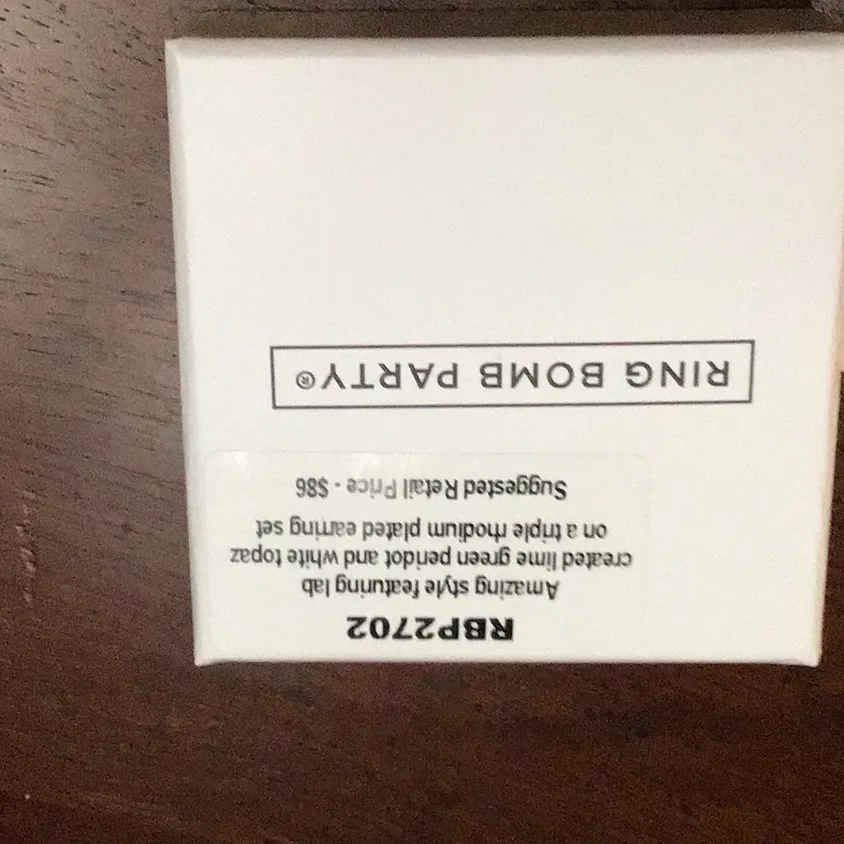 RBP2702
Amazing style featuring lab
created lime green peridot and white topaz
on a triple rhodium plated earring set
Suggested Retail Price - $86
RING BOMB PARTY®